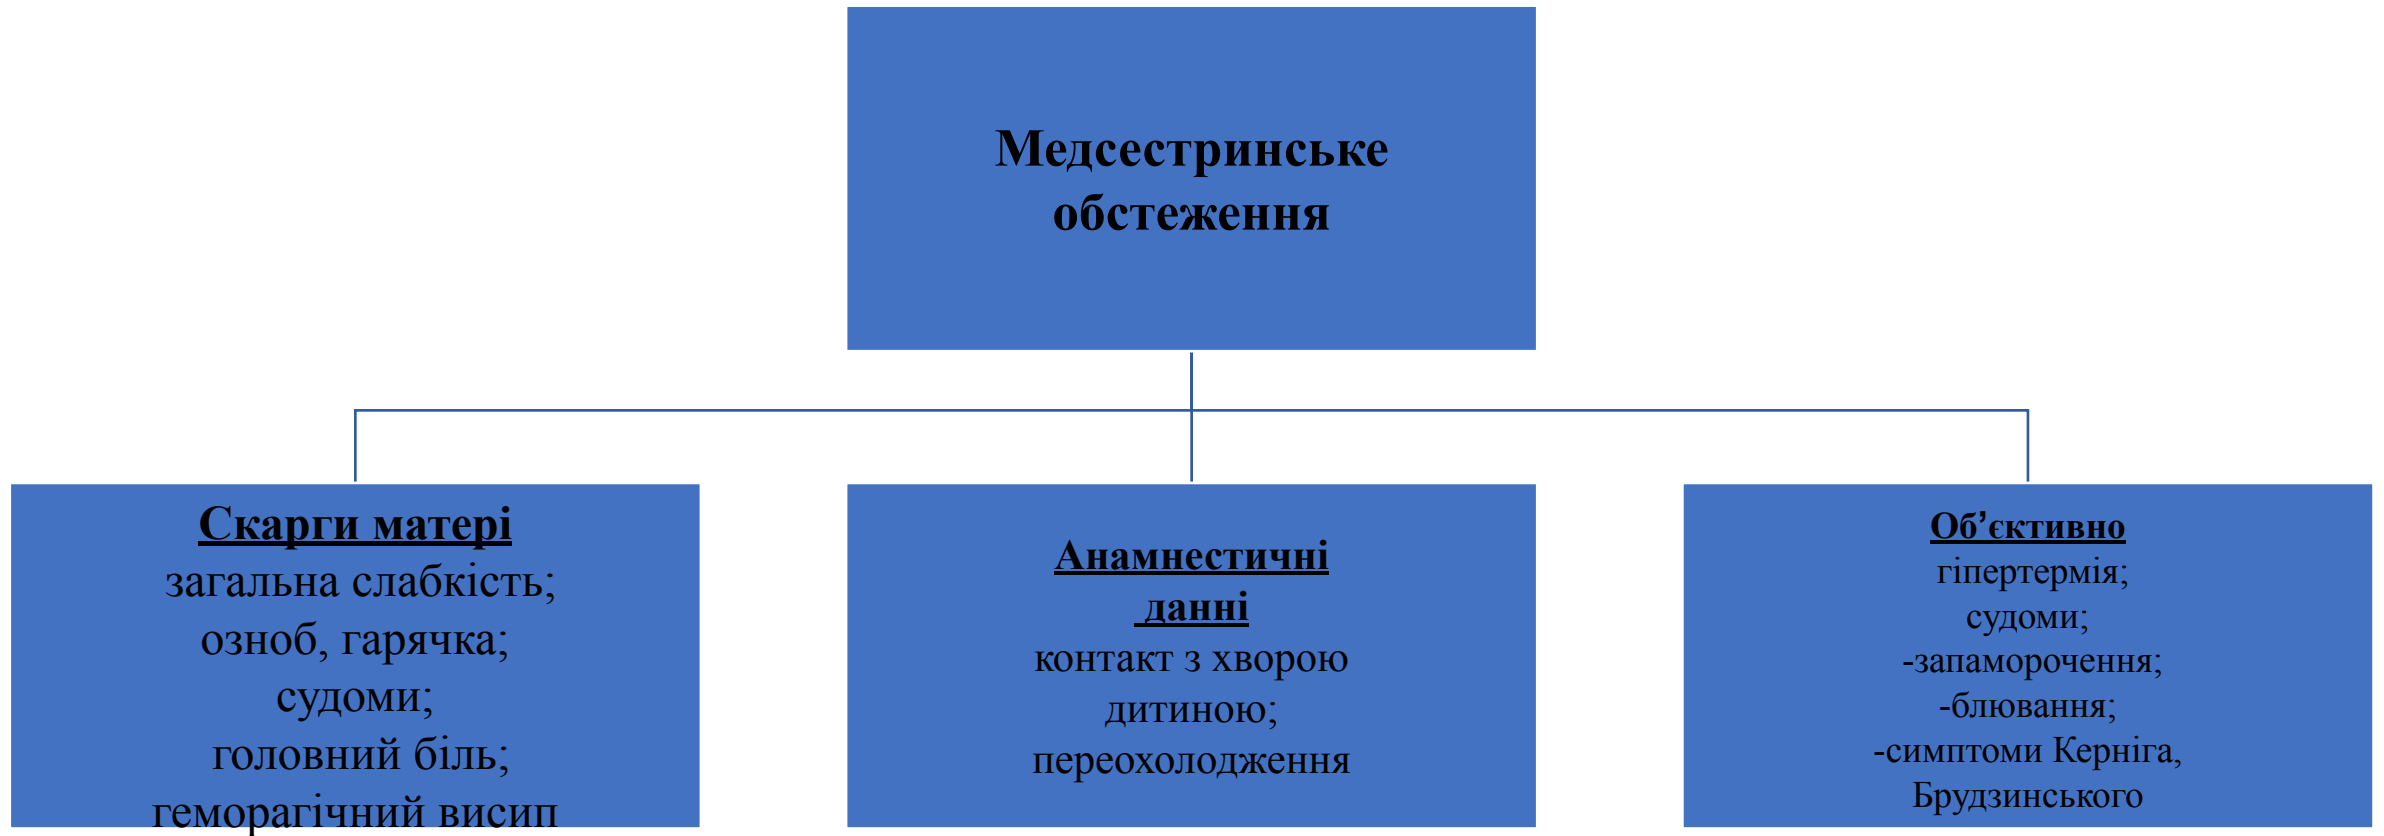 Медсестринське
обстеження
Скарги матері
загальна слабкість;
озноб, гарячка;
судоми;
головний біль;
геморагічний висип
Анамнестичні
данні
контакт з хворою
дитиною;
переохолодження
Об’єктивно
гіпертермія;
судоми;
-запаморочення;
-блювання;
-симптоми Керніга,
Брудзинського